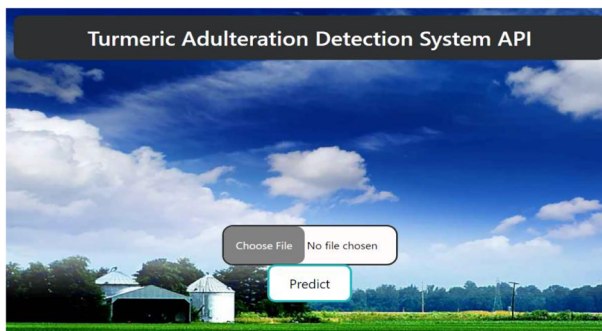 Turmeric Adulteration Detection System API
Choose File No file chosen
Predict